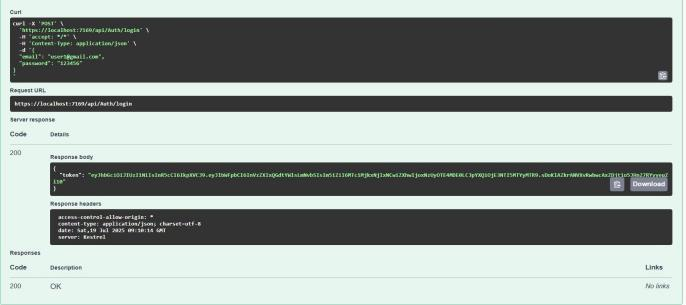 Curl
curl -X 'POST' \
'https://localhost:7169/api/Auth/login' \
-H 'accept: */*' \
-H 'Content-Type: application/json' \
-d '{
"email": "user1@gmail.com",
"password": "123456"
}'
Request URL
https://localhost:7169/api/Auth/login
Server response
Code Details
200
Response body
{
"token":
Download
}
Response headers
access-control-allow-origin: *
content-type: application/json; charset=utf-8
date: Sat,19 Jul 2025 09:10:14 GMT
server: Kestrel
Responses
Code Description Links
200 OK No links